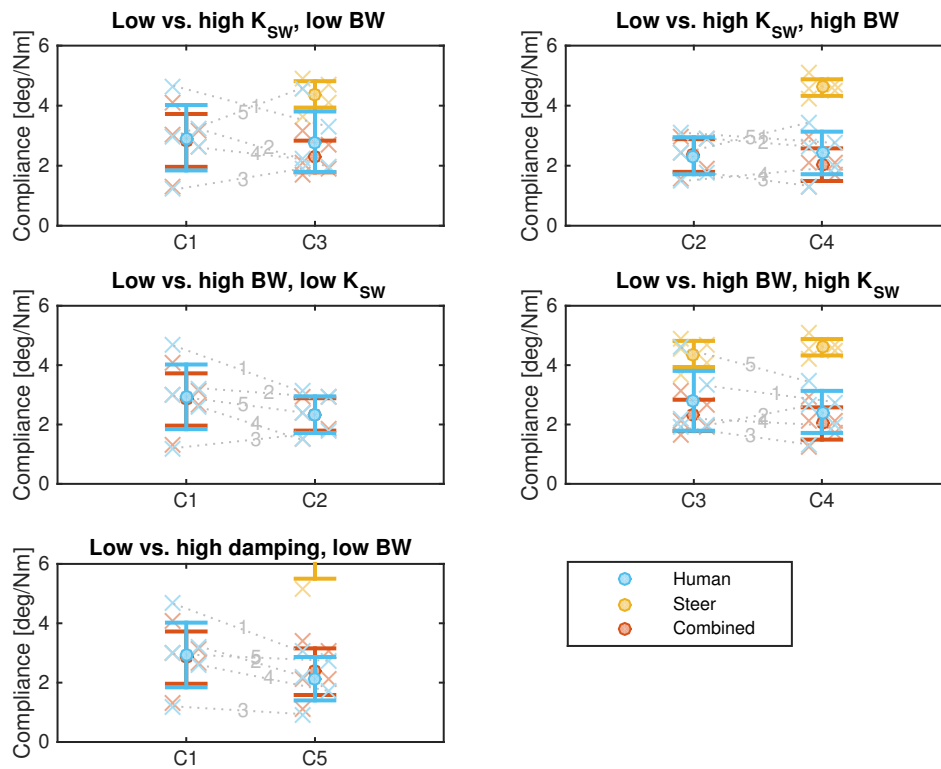 Low vs. high K_SW, low BW
Compliance [deg/Nm]
6
4
2
0
1
5
2
4
3
C1
C3
Low vs. high K_SW, high BW
Compliance [deg/Nm]
6
4
2
0
5
1
2
4
3
C2
C4
Low vs. high BW, low K_SW
Compliance [deg/Nm]
6
4
2
0
1
2
5
4
3
C1
C2
Low vs. high BW, high K_SW
Compliance [deg/Nm]
6
4
2
0
5
1
2
4
3
C3
C4
Low vs. high damping, low BW
Compliance [deg/Nm]
6
4
2
0
1
5
2
4
3
C1
C5
Human
Steer
Combined